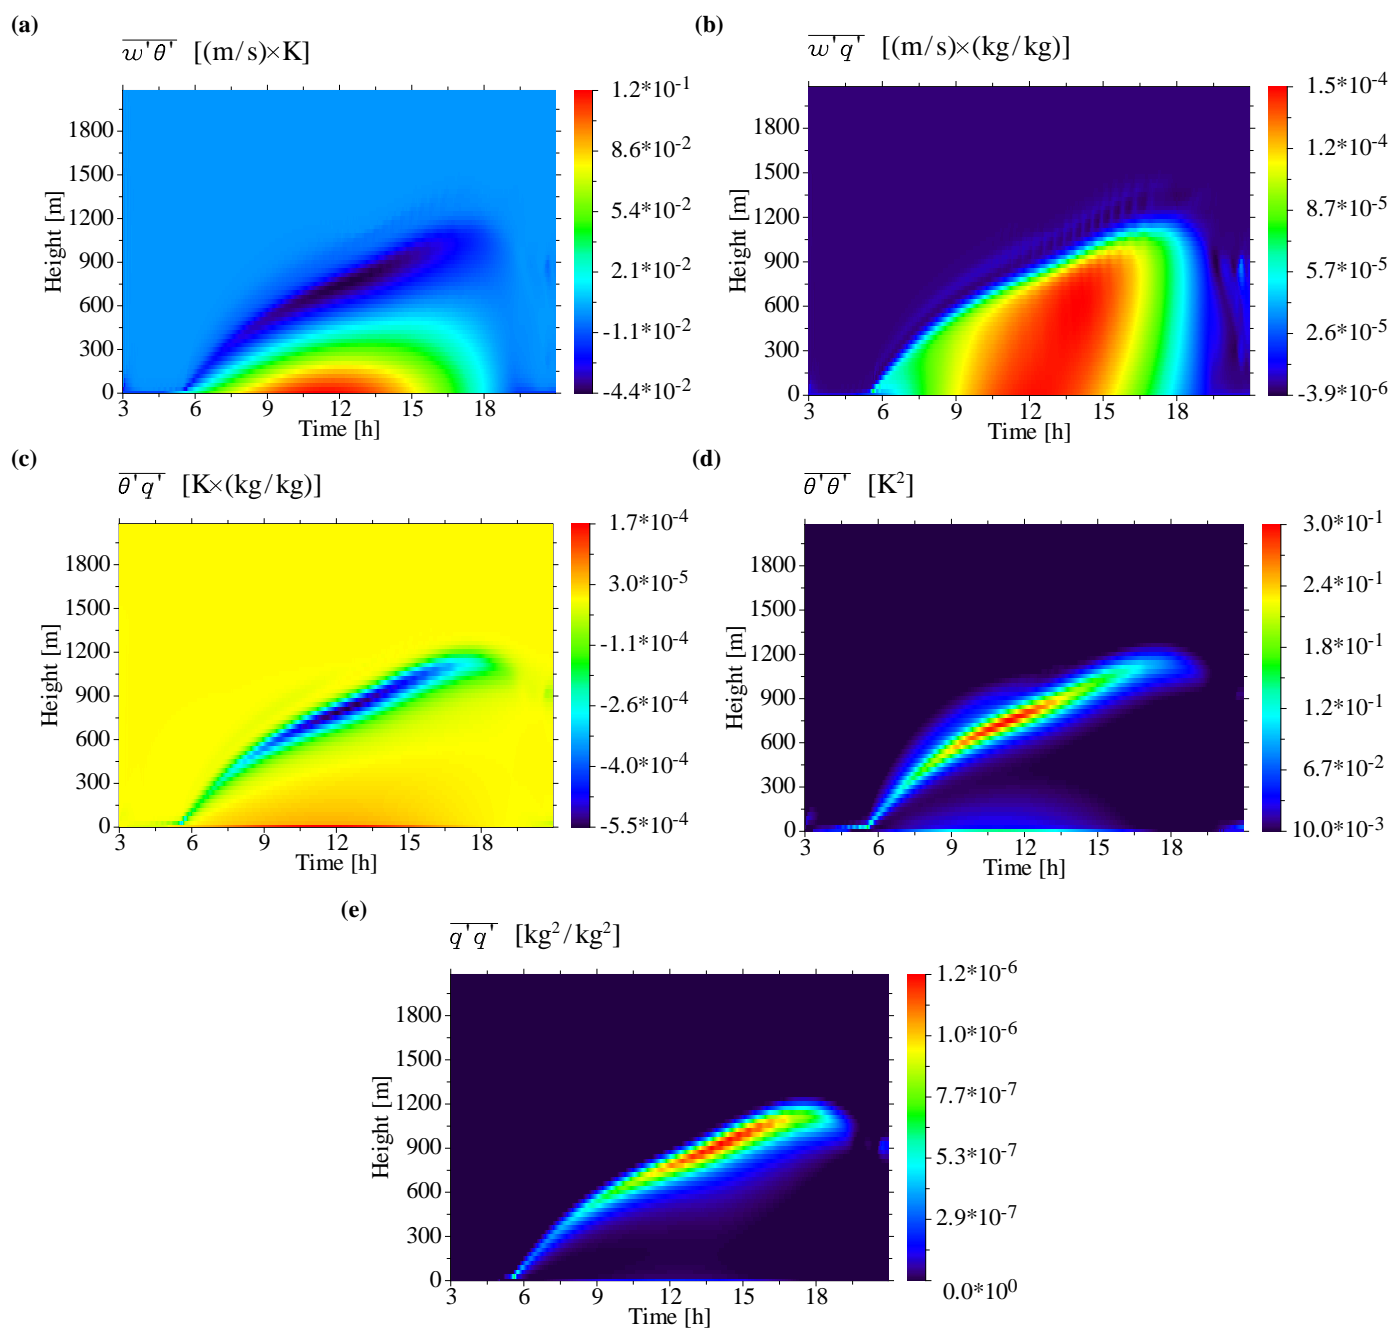 (a)
w'θ' [(m/s)×K]
1.2*10-1
8.6*10-2
5.4*10-2
2.1*10-2
-1.1*10-2
-4.4*10-2
1800
1500
1200
900
600
300
0
Height [m]
3 6 9 12 15 18
Time [h]
(b)
w'q' [(m/s)×(kg/kg)]
1.5*10-4
1.2*10-4
8.7*10-5
5.7*10-5
2.6*10-5
-3.9*10-6
1800
1500
1200
900
600
300
0
Height [m]
3 6 9 12 15 18
Time [h]
(c)
θ'q' [K×(kg/kg)]
1.7*10-4
3.0*10-5
-1.1*10-4
-2.6*10-4
-4.0*10-4
-5.5*10-4
1800
1500
1200
900
600
300
0
Height [m]
3 6 9 12 15 18
Time [h]
(d)
θ'θ' [K2]
3.0*10-1
2.4*10-1
1.8*10-1
1.2*10-1
6.7*10-2
10.0*10-3
1800
1500
1200
900
600
300
0
Height [m]
3 6 9 12 15 18
Time [h]
(e)
q'q' [kg2/kg2]
1.2*10-6
1.0*10-6
7.7*10-7
5.3*10-7
2.9*10-7
0.0*100
1800
1500
1200
900
600
300
0
Height [m]
3 6 9 12 15 18
Time [h]